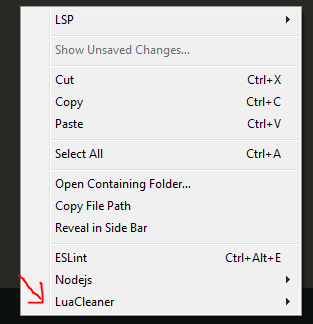 LSP
Show Unsaved Changes...
Cut Ctrl+X
Copy Ctrl+C
Paste Ctrl+V
Select All Ctrl+A
Open Containing Folder...
Copy File Path
Reveal in Side Bar
ESLint Ctrl+Alt+E
Nodejs
LuaCleaner